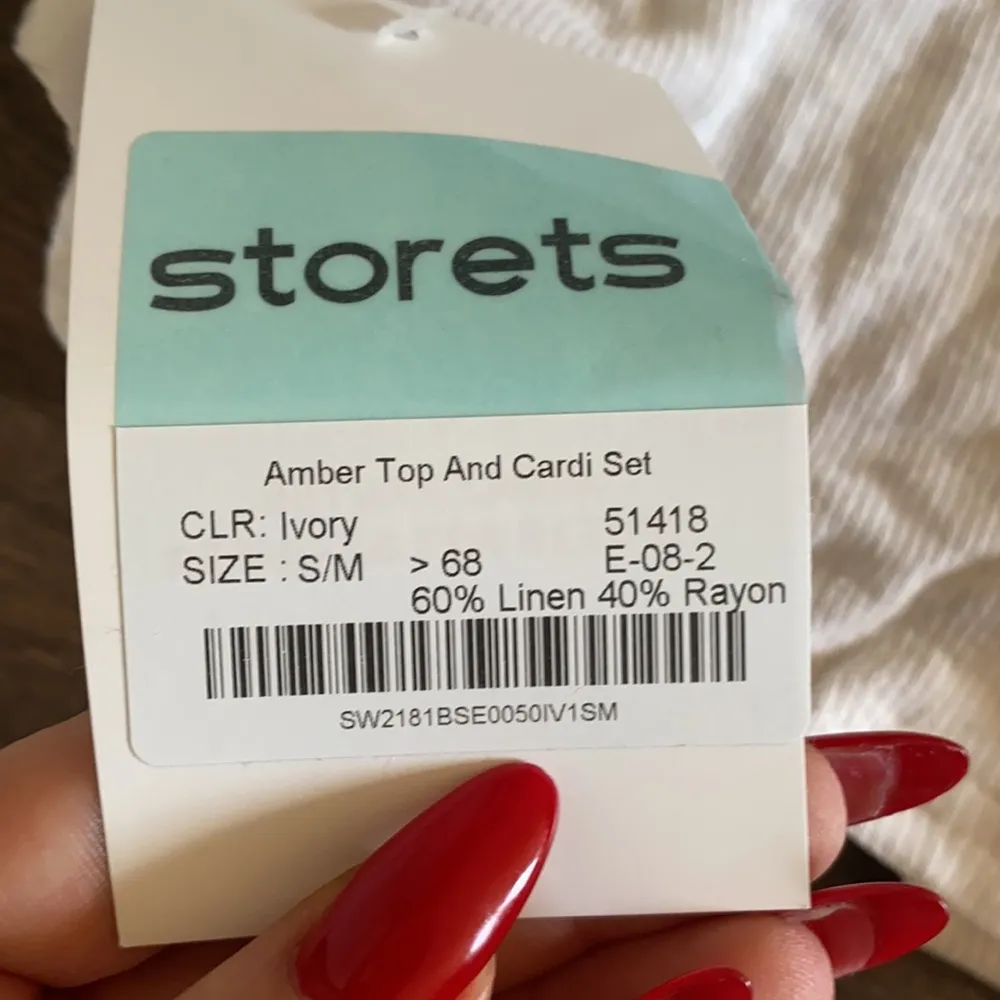 storets
Amber Top And Cardi Set
CLR: Ivory 51418
SIZE : S/M > 68 E-08-2
60% Linen 40% Rayon
SW2181BSE0050IV1SM